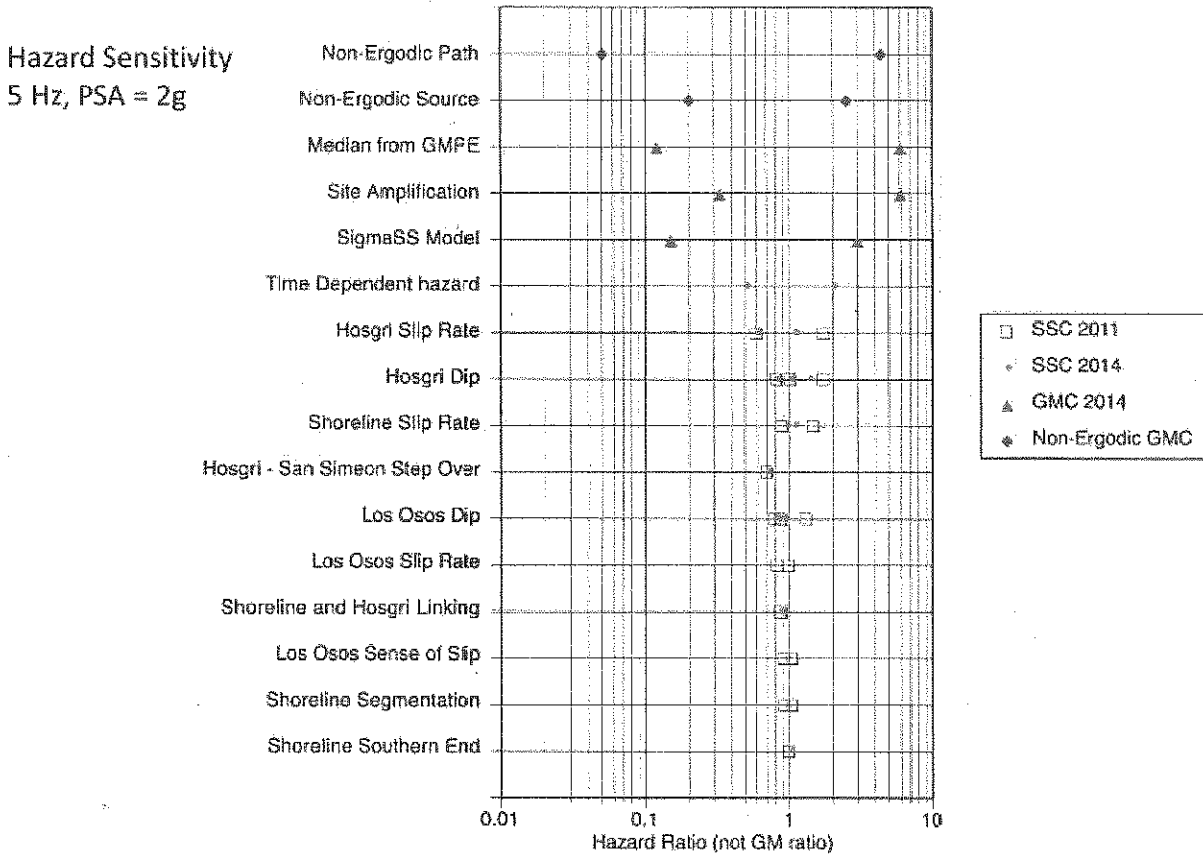 Hazard Sensitivity
5 Hz, PSA = 2g
Non-Ergodic Path
Non-Ergodic Source
Median from GMPE
Site Amplification
SigmaSS Model
Time Dependent hazard
Hosgri Slip Rate
Hosgri Dip
Shoreline Slip Rate
Hosgri - San Simeon Step Over
Los Osos Dip
Los Osos Slip Rate
Shoreline and Hosgri Linking
Los Osos Sense of Slip
Shoreline Segmentation
Shoreline Southern End
0.01 0.1 1 10
Hazard Ratio (not GM ratio)
SSC 2011
SSC 2014
GMC 2014
Non-Ergodic GMC